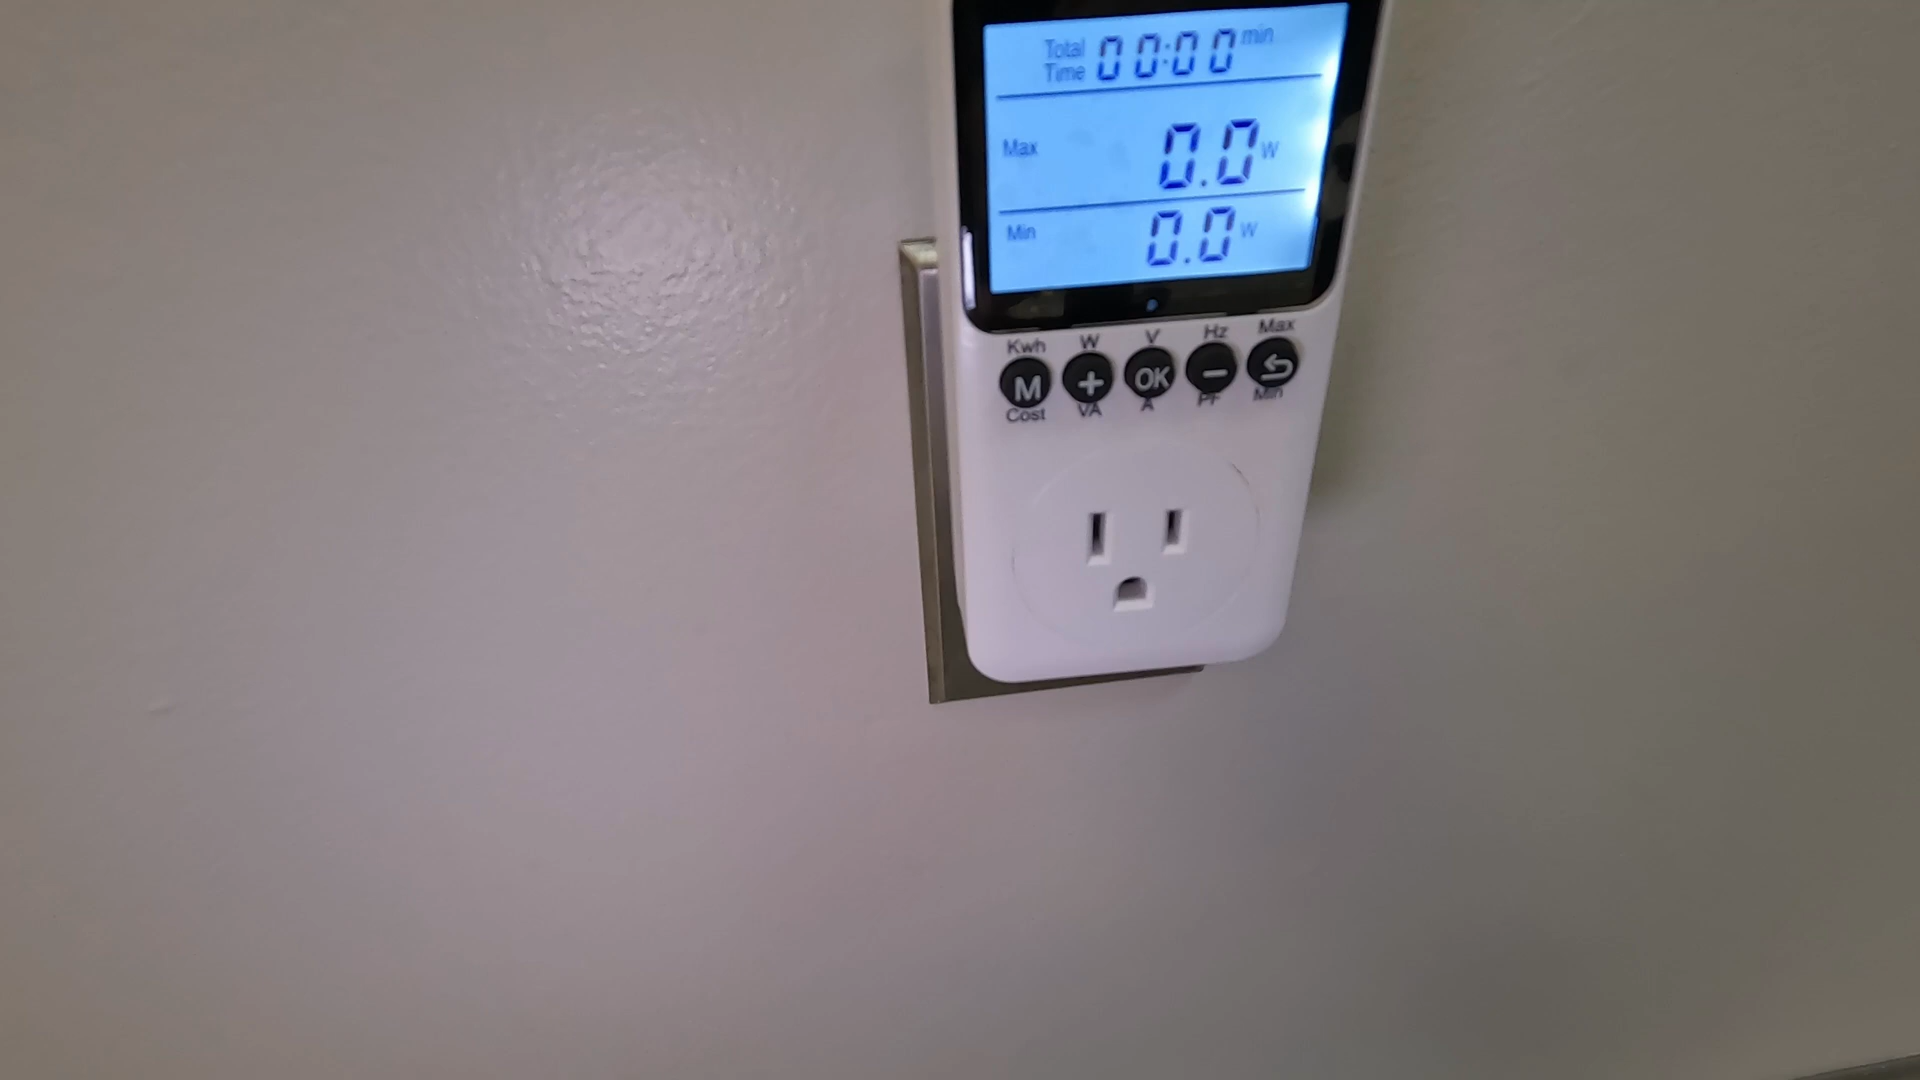 Total Time 00:00 min
Max 0.0 W
Min 0.0 W
Kwh W V Hz Max
M + OK −
Cost VA A PF Min